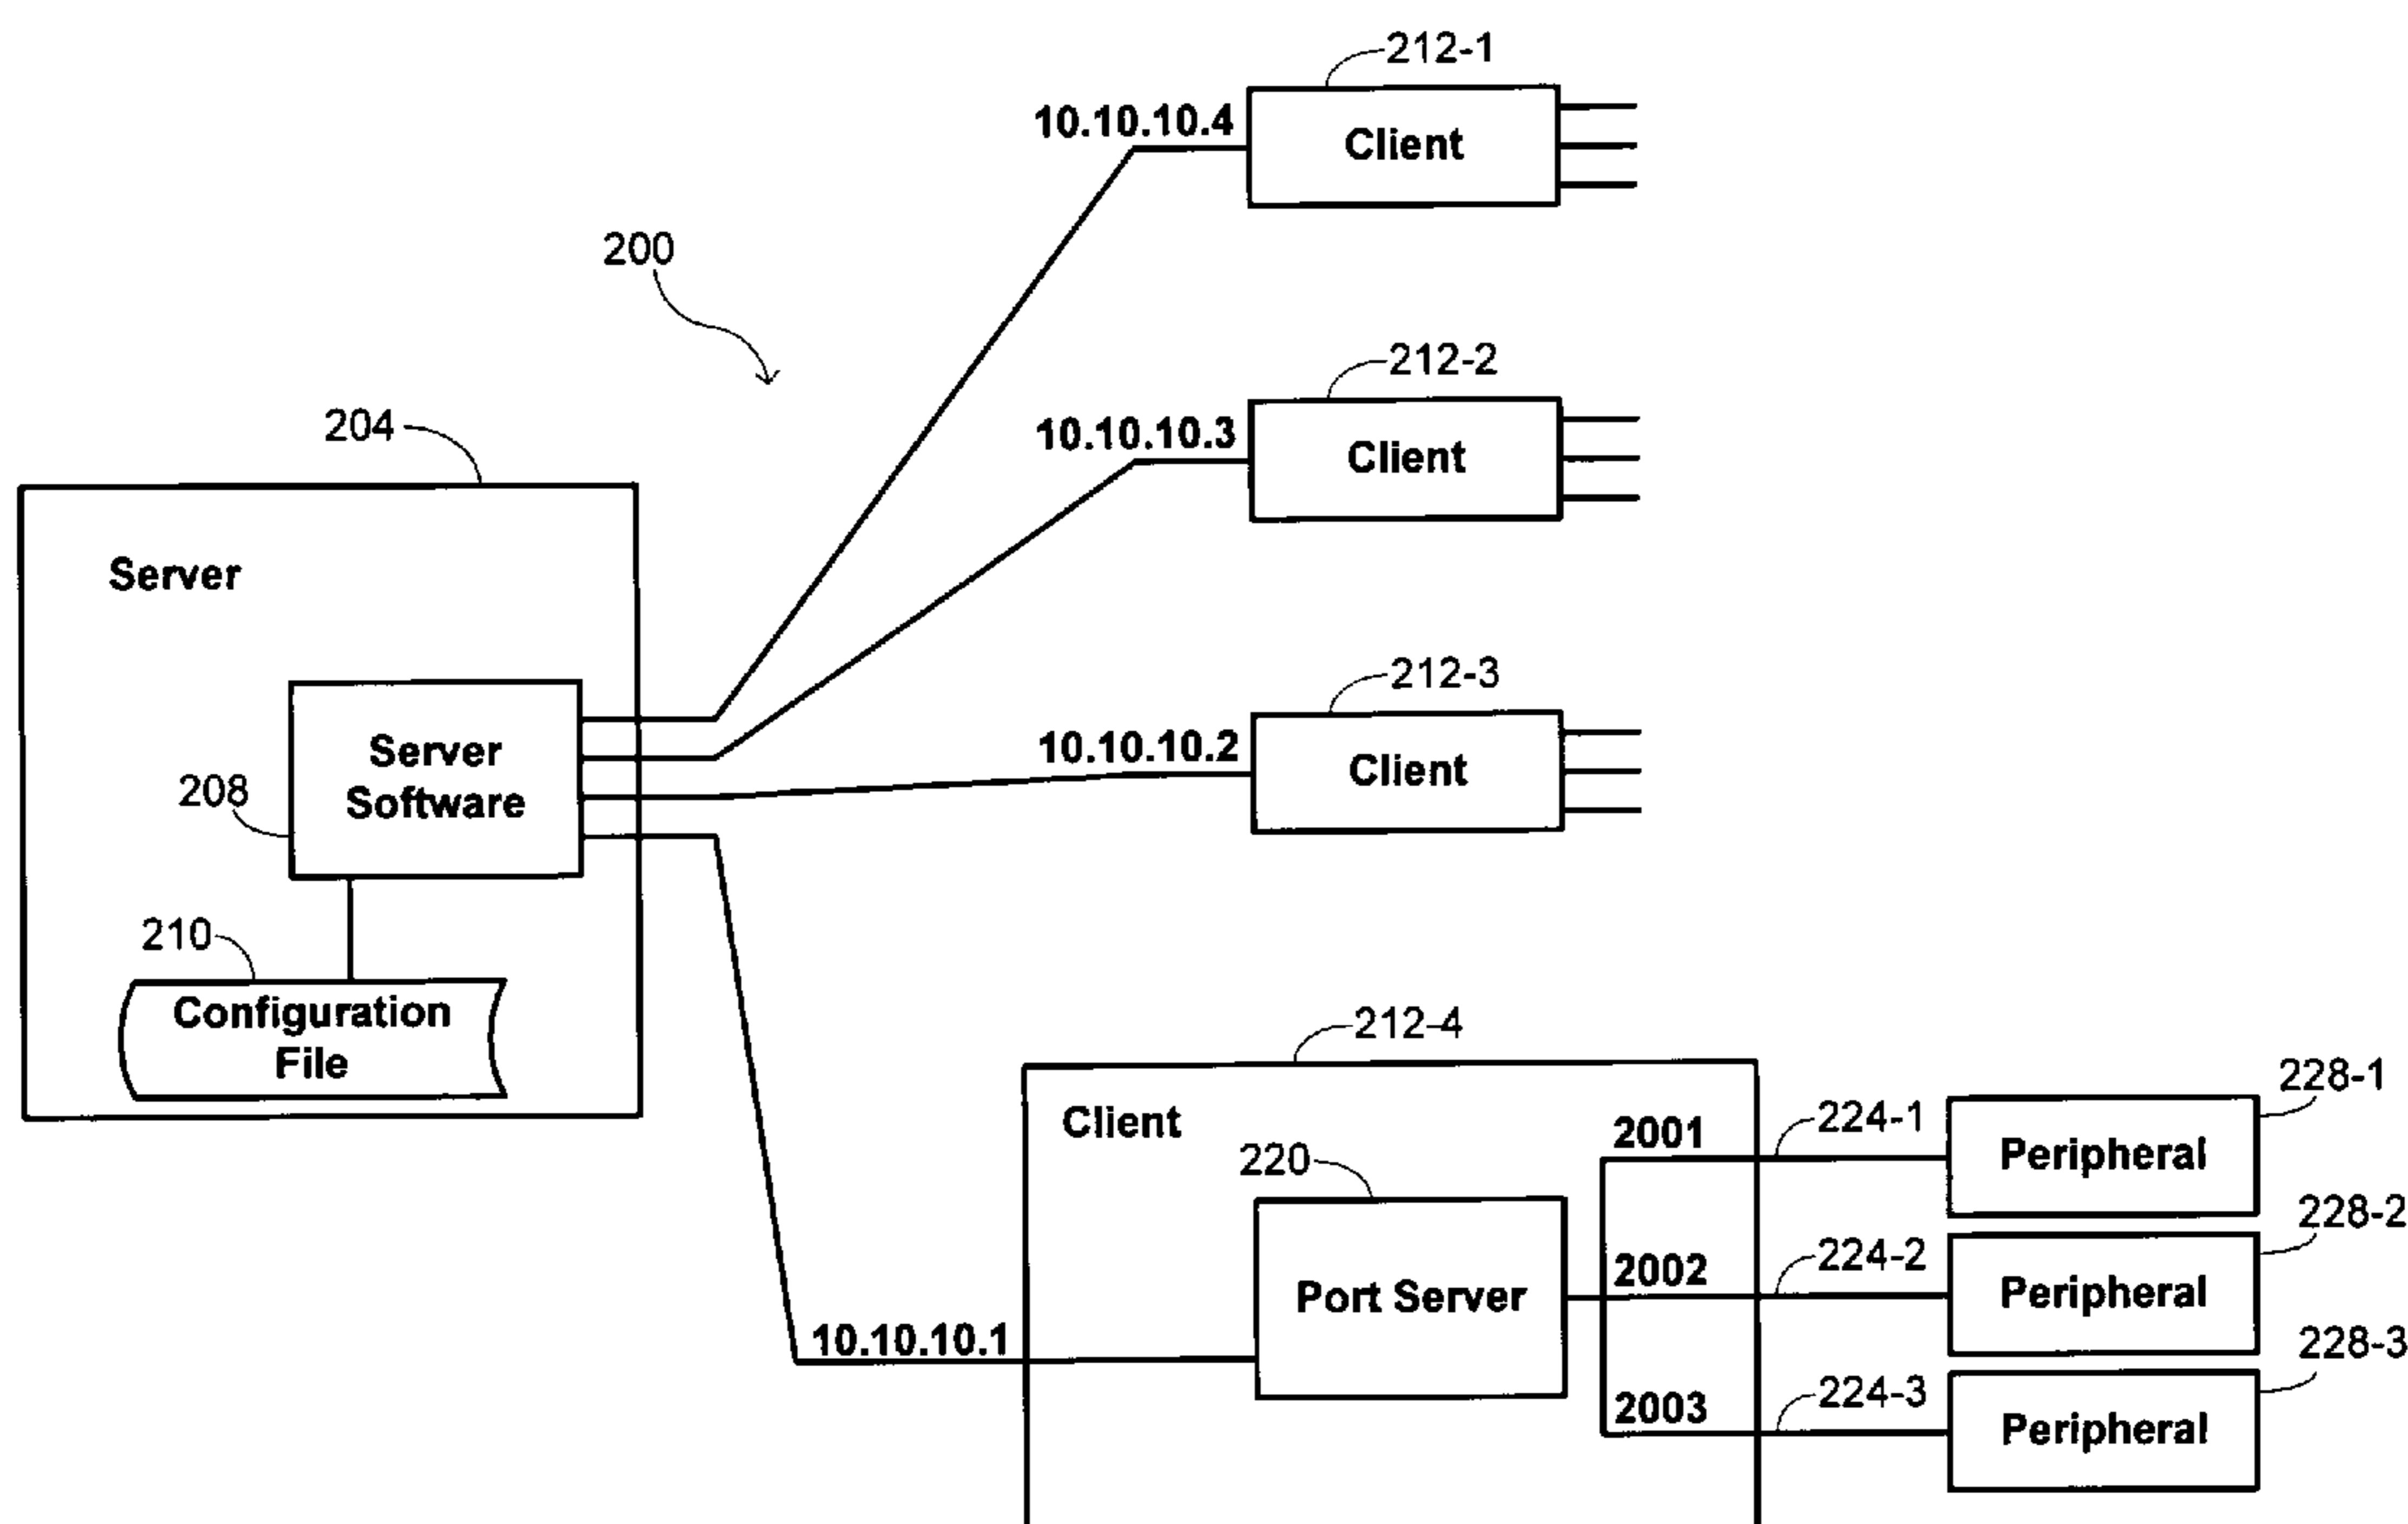 212-1
10.10.10.4
Client
200
212-2
10.10.10.3
Client
204
Server
212-3
10.10.10.2
Client
Server
Software
208
210
Configuration
File
212-4
Client
10.10.10.1
220
Port Server
2001
224-1
228-1
Peripheral
2002
224-2
228-2
Peripheral
2003
224-3
228-3
Peripheral